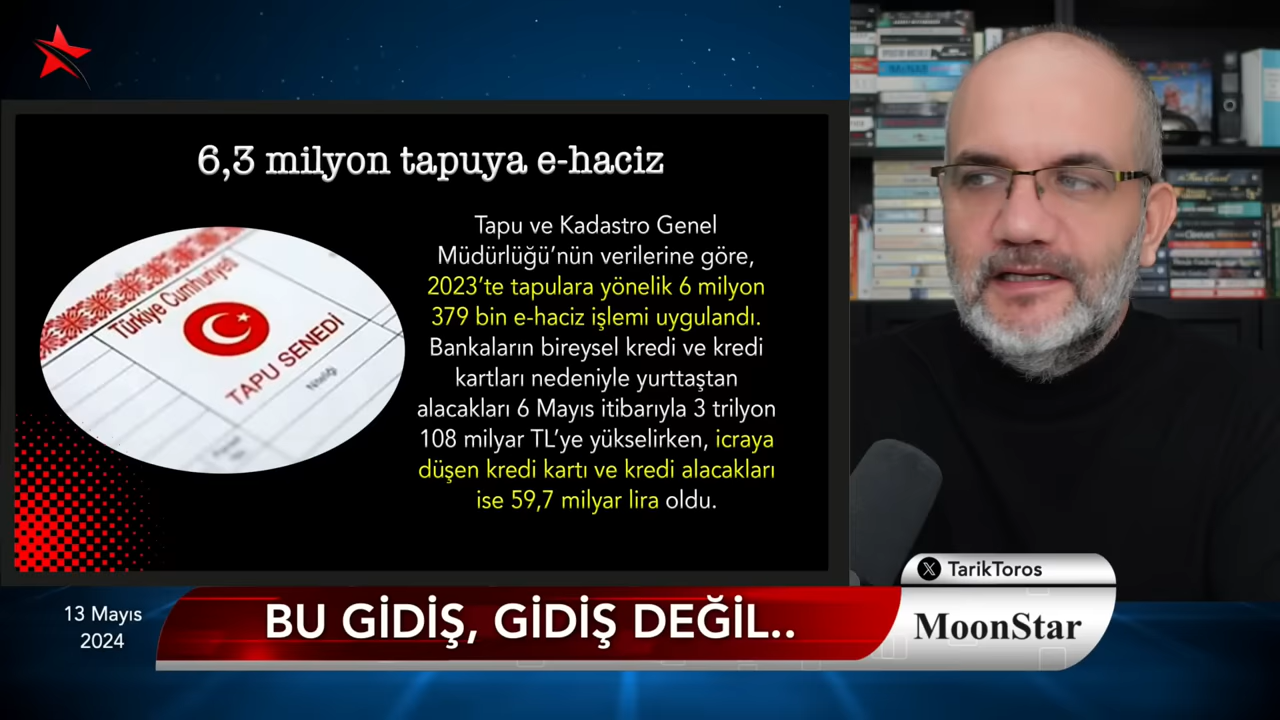 6,3 milyon tapuya e-haciz
Türkiye Cumhuriyeti
TAPU SENEDİ
Niteliği
Tapu ve Kadastro Genel
Müdürlüğü’nün verilerine göre,
2023’te tapulara yönelik 6 milyon
379 bin e-haciz işlemi uygulandı.
Bankaların bireysel kredi ve kredi
kartları nedeniyle yurttaştan
alacakları 6 Mayıs itibarıyla 3 trilyon
108 milyar TL’ye yükselirken, icraya
düşen kredi kartı ve kredi alacakları
ise 59,7 milyar lira oldu.
X TarikToros
MoonStar
13 Mayıs
2024
BU GİDİŞ, GİDİŞ DEĞİL..